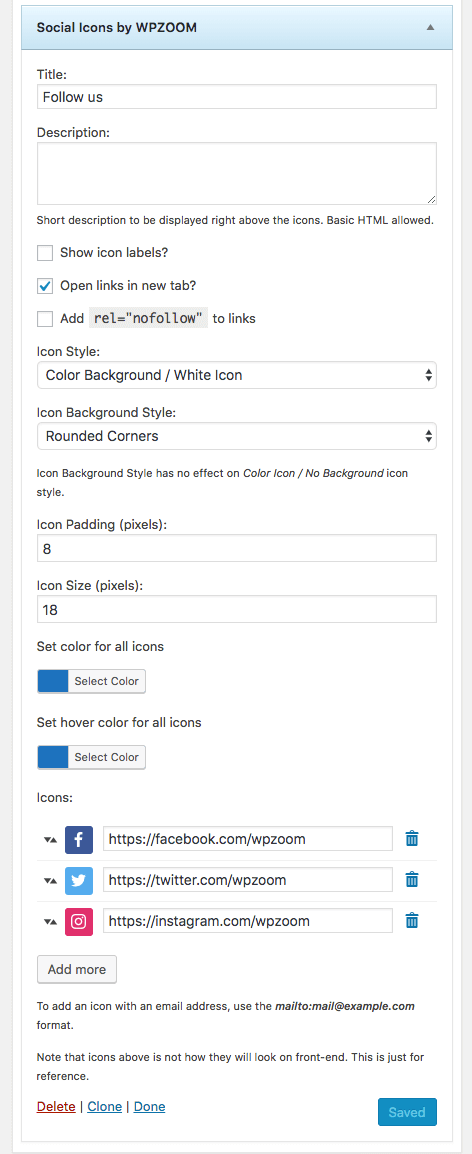 Social Icons by WPZOOM
Title:
Follow us
Description:
Short description to be displayed right above the icons. Basic HTML allowed.
Show icon labels?
Open links in new tab?
Add rel="nofollow" to links
Icon Style:
Color Background / White Icon
Icon Background Style:
Rounded Corners
Icon Background Style has no effect on Color Icon / No Background icon
style.
Icon Padding (pixels):
8
Icon Size (pixels):
18
Set color for all icons
Select Color
Set hover color for all icons
Select Color
Icons:
https://facebook.com/wpzoom
https://twitter.com/wpzoom
https://instagram.com/wpzoom
Add more
To add an icon with an email address, use the mailto:mail@example.com
format.
Note that icons above is not how they will look on front-end. This is just for
reference.
Delete | Clone | Done
Saved